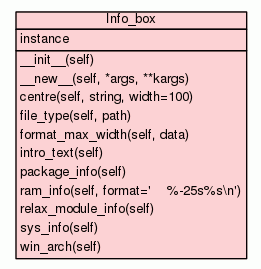 Info_box
instance
__init__(self)
__new__(self, *args, **kargs)
centre(self, string, width=100)
file_type(self, path)
format_max_width(self, data)
intro_text(self)
package_info(self)
ram_info(self, format='    %-25s%s\n')
relax_module_info(self)
sys_info(self)
win_arch(self)